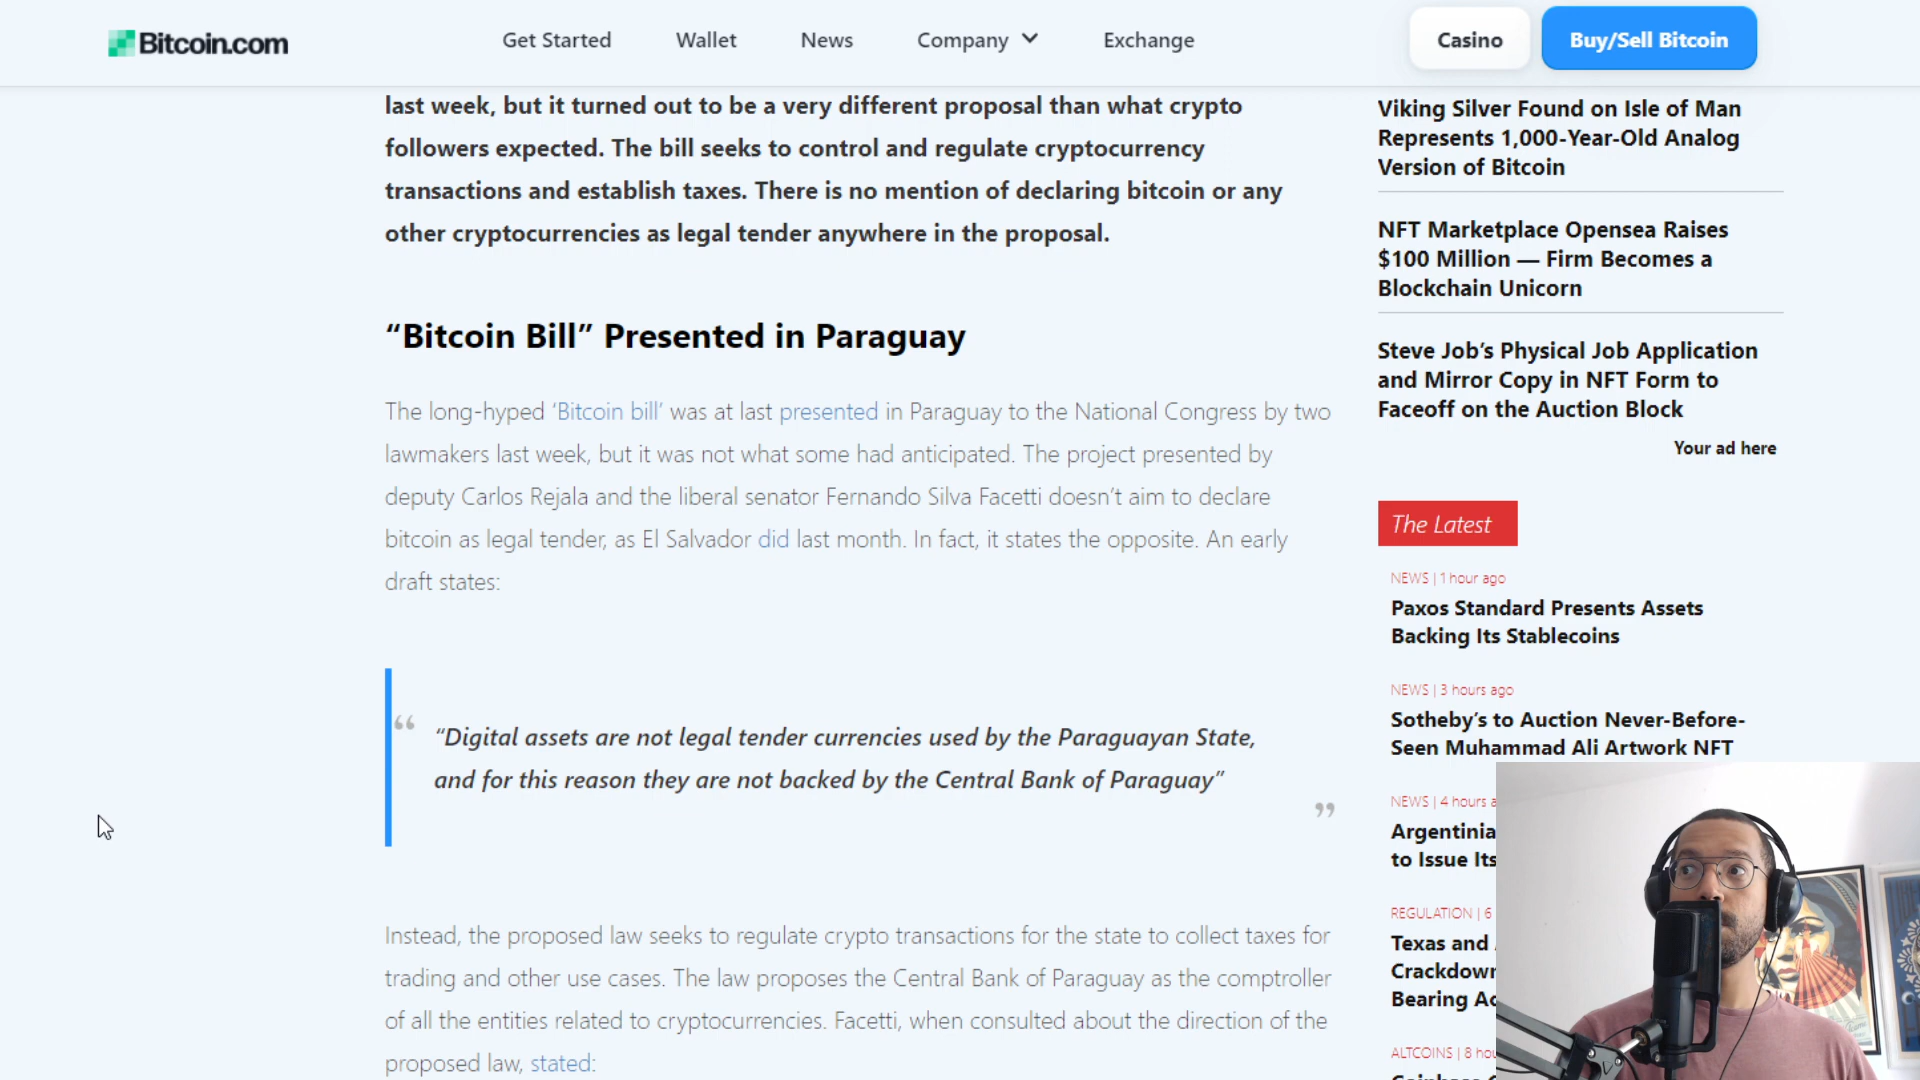 Bitcoin.com
Get Started
Wallet
News
Company
Exchange
Casino
Buy/Sell Bitcoin
last week, but it turned out to be a very different proposal than what crypto
followers expected. The bill seeks to control and regulate cryptocurrency
transactions and establish taxes. There is no mention of declaring bitcoin or any
other cryptocurrencies as legal tender anywhere in the proposal.
“Bitcoin Bill” Presented in Paraguay
The long-hyped ‘Bitcoin bill’ was at last presented in Paraguay to the National Congress by two
lawmakers last week, but it was not what some had anticipated. The project presented by
deputy Carlos Rejala and the liberal senator Fernando Silva Facetti doesn’t aim to declare
bitcoin as legal tender, as El Salvador did last month. In fact, it states the opposite. An early
draft states:
“Digital assets are not legal tender currencies used by the Paraguayan State,
and for this reason they are not backed by the Central Bank of Paraguay”
Instead, the proposed law seeks to regulate crypto transactions for the state to collect taxes for
trading and other use cases. The law proposes the Central Bank of Paraguay as the comptroller
of all the entities related to cryptocurrencies. Facetti, when consulted about the direction of the
proposed law, stated:
Viking Silver Found on Isle of Man
Represents 1,000-Year-Old Analog
Version of Bitcoin
NFT Marketplace Opensea Raises
$100 Million — Firm Becomes a
Blockchain Unicorn
Steve Job’s Physical Job Application
and Mirror Copy in NFT Form to
Faceoff on the Auction Block
Your ad here
The Latest
NEWS | 1 hour ago
Paxos Standard Presents Assets
Backing Its Stablecoins
NEWS | 3 hours ago
Sotheby’s to Auction Never-Before-
Seen Muhammad Ali Artwork NFT
NEWS | 4 hours a
Argentinia
to Issue Its
REGULATION | 6
Texas and
Crackdown
Bearing Ac
ALTCOINS | 8 hou